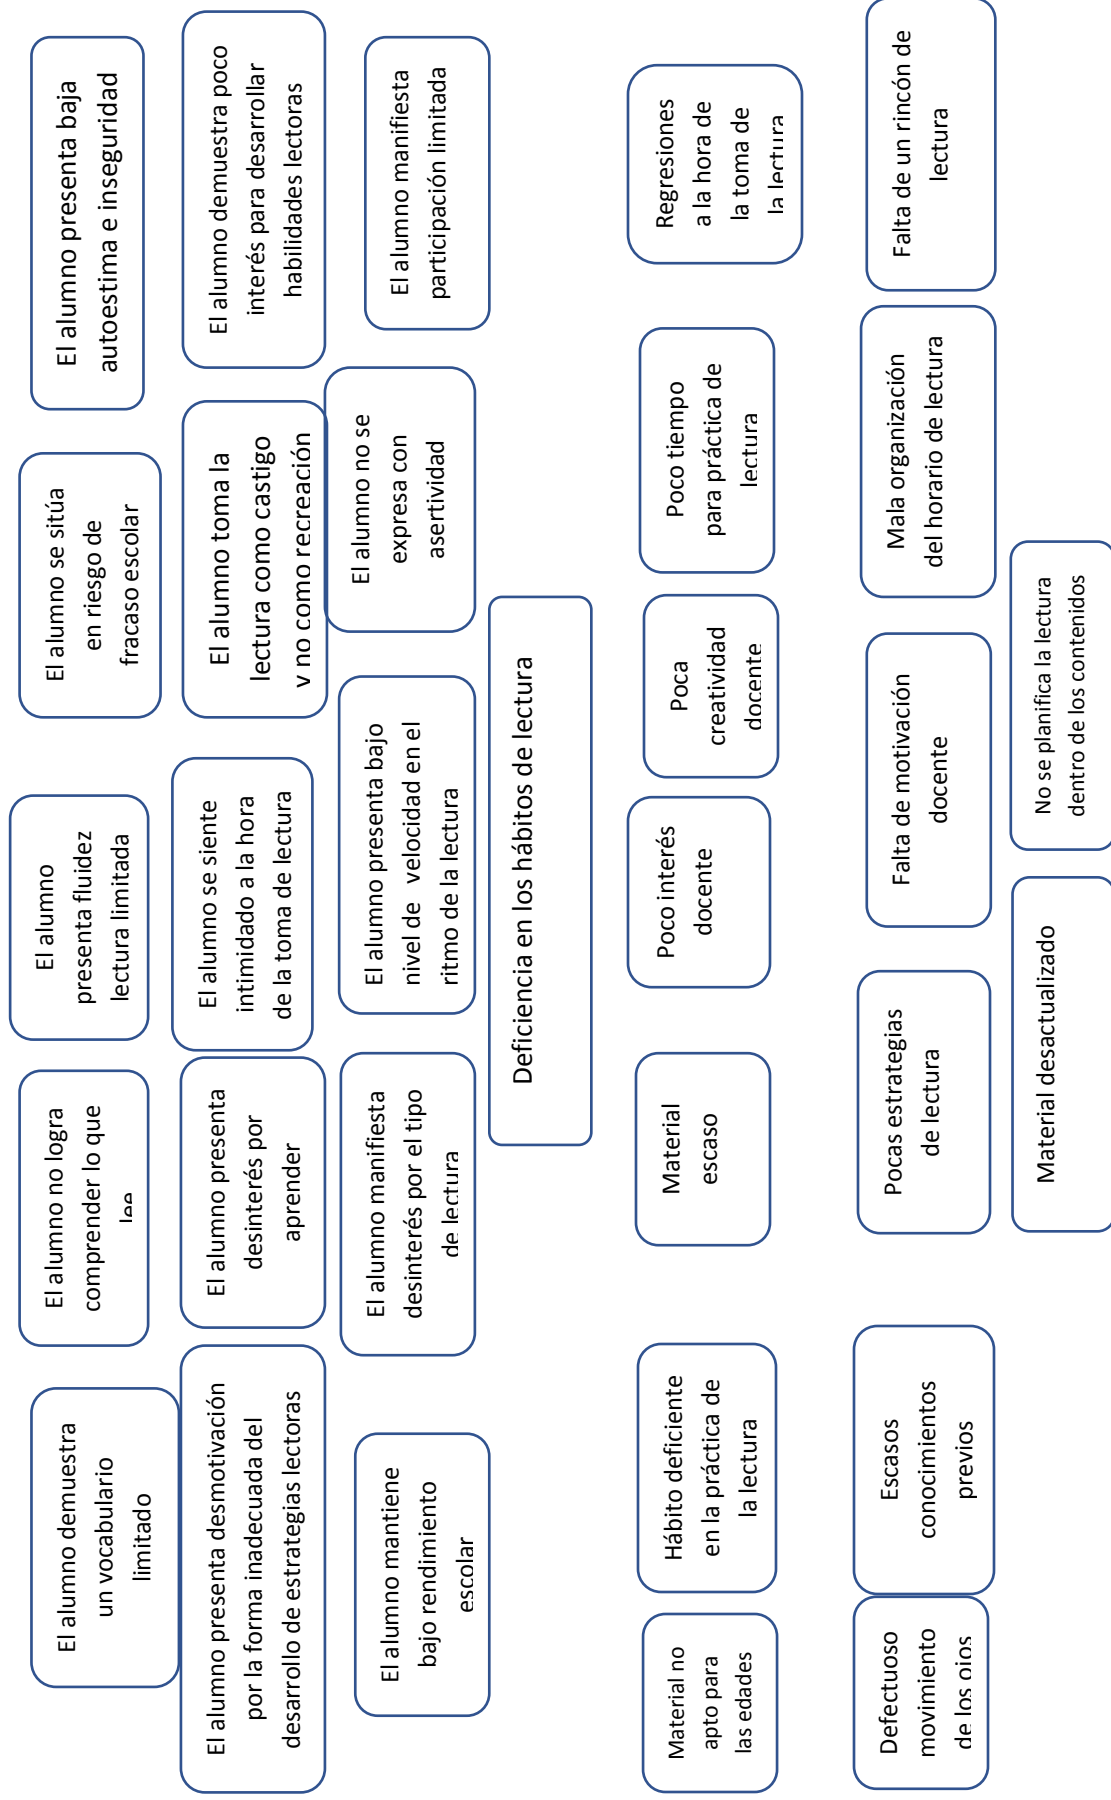 El alumno demuestra
un vocabulario
limitado
El alumno no logra
comprender lo que
lee
El alumno
presenta fluidez
lectura limitada
El alumno se sitúa
en riesgo de
fracaso escolar
El alumno presenta baja
autoestima e inseguridad
El alumno presenta desmotivación
por la forma inadecuada del
desarrollo de estrategias lectoras
El alumno presenta
desinterés por
aprender
El alumno se siente
intimidado a la hora
de la toma de lectura
El alumno toma la
lectura como castigo
y no como recreación
El alumno demuestra poco
interés para desarrollar
habilidades lectoras
El alumno mantiene
bajo rendimiento
escolar
El alumno manifiesta
desinterés por el tipo
de lectura
El alumno presenta bajo
nivel de velocidad en el
ritmo de la lectura
El alumno no se
expresa con
asertividad
El alumno manifiesta
participación limitada
Deficiencia en los hábitos de lectura
Material no
apto para
las edades
Hábito deficiente
en la práctica de
la lectura
Material
escaso
Poco interés
docente
Poca
creatividad
docente
Poco tiempo
para práctica de
lectura
Regresiones
a la hora de
la toma de
la lectura
Defectuoso
movimiento
de los ojos
Escasos
conocimientos
previos
Pocas estrategias
de lectura
Falta de motivación
docente
Mala organización
del horario de lectura
Falta de un rincón de
lectura
Material desactualizado
No se planifica la lectura
dentro de los contenidos